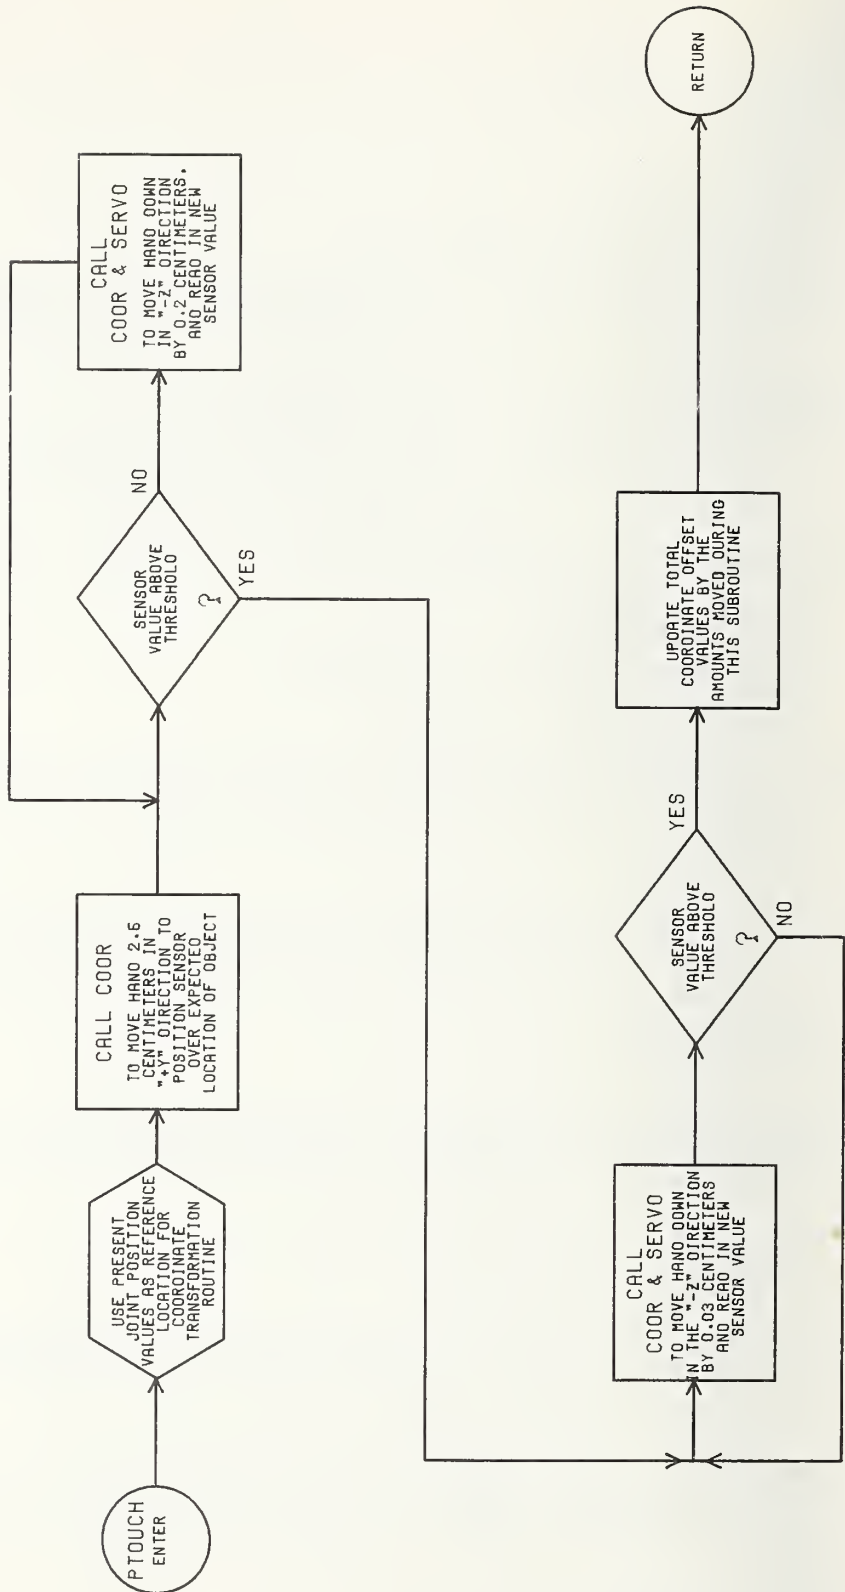 PTOUCH
ENTER
USE PRESENT
JOINT POSITION
VALUES AS REFERENCE
LOCATION FOR
COORDINATE
TRANSFORMATION
ROUTINE
CALL COOR
TO MOVE HAND 2.6
CENTIMETERS IN
"+Y" DIRECTION TO
POSITION SENSOR
OVER EXPECTED
LOCATION OF OBJECT
SENSOR
VALUE ABOVE
THRESHOLD
?
NO
YES
CALL
COOR & SERVO
TO MOVE HAND DOWN
IN "-Z" DIRECTION
BY 0.2 CENTIMETERS,
AND READ IN NEW
SENSOR VALUE
CALL
COOR & SERVO
TO MOVE HAND DOWN
IN THE "-Z" DIRECTION
BY 0.03 CENTIMETERS
AND READ IN NEW
SENSOR VALUE
SENSOR
VALUE ABOVE
THRESHOLD
?
YES
NO
UPDATE TOTAL
COORDINATE OFFSET
VALUES BY THE
AMOUNTS MOVED DURING
THIS SUBROUTINE
RETURN